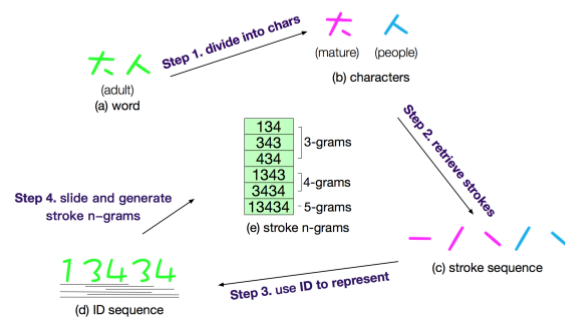 大人
(adult)
(a) word
Step 1. divide into chars
大 人
(mature) (people)
(b) characters
Step 2. retrieve strokes
(c) stroke sequence
Step 3. use ID to represent
13434
(d) ID sequence
Step 4. slide and generate
stroke n-grams
134
343
434
3-grams
1343
3434
4-grams
13434
5-grams
(e) stroke n-grams